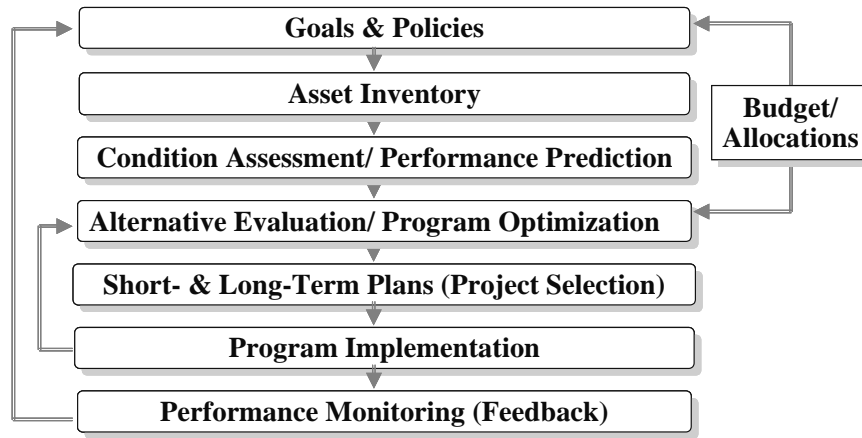 Goals & Policies
Asset Inventory
Budget/
Allocations
Condition Assessment/ Performance Prediction
Alternative Evaluation/ Program Optimization
Short- & Long-Term Plans (Project Selection)
Program Implementation
Performance Monitoring (Feedback)